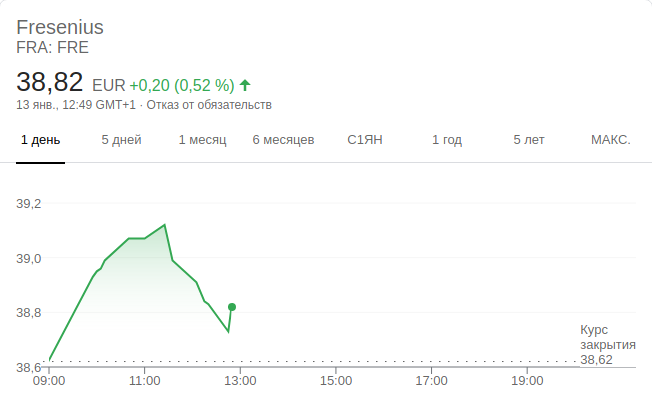 Fresenius
FRA: FRE
38,82 EUR +0,20 (0,52 %)
13 янв., 12:49 GMT+1 · Отказ от обязательств
1 день 5 дней 1 месяц 6 месяцев С1ЯН 1 год 5 лет МАКС.
39,2
39,0
38,8
38,6
Курс
закрытия
38,62
09:00 11:00 13:00 15:00 17:00 19:00